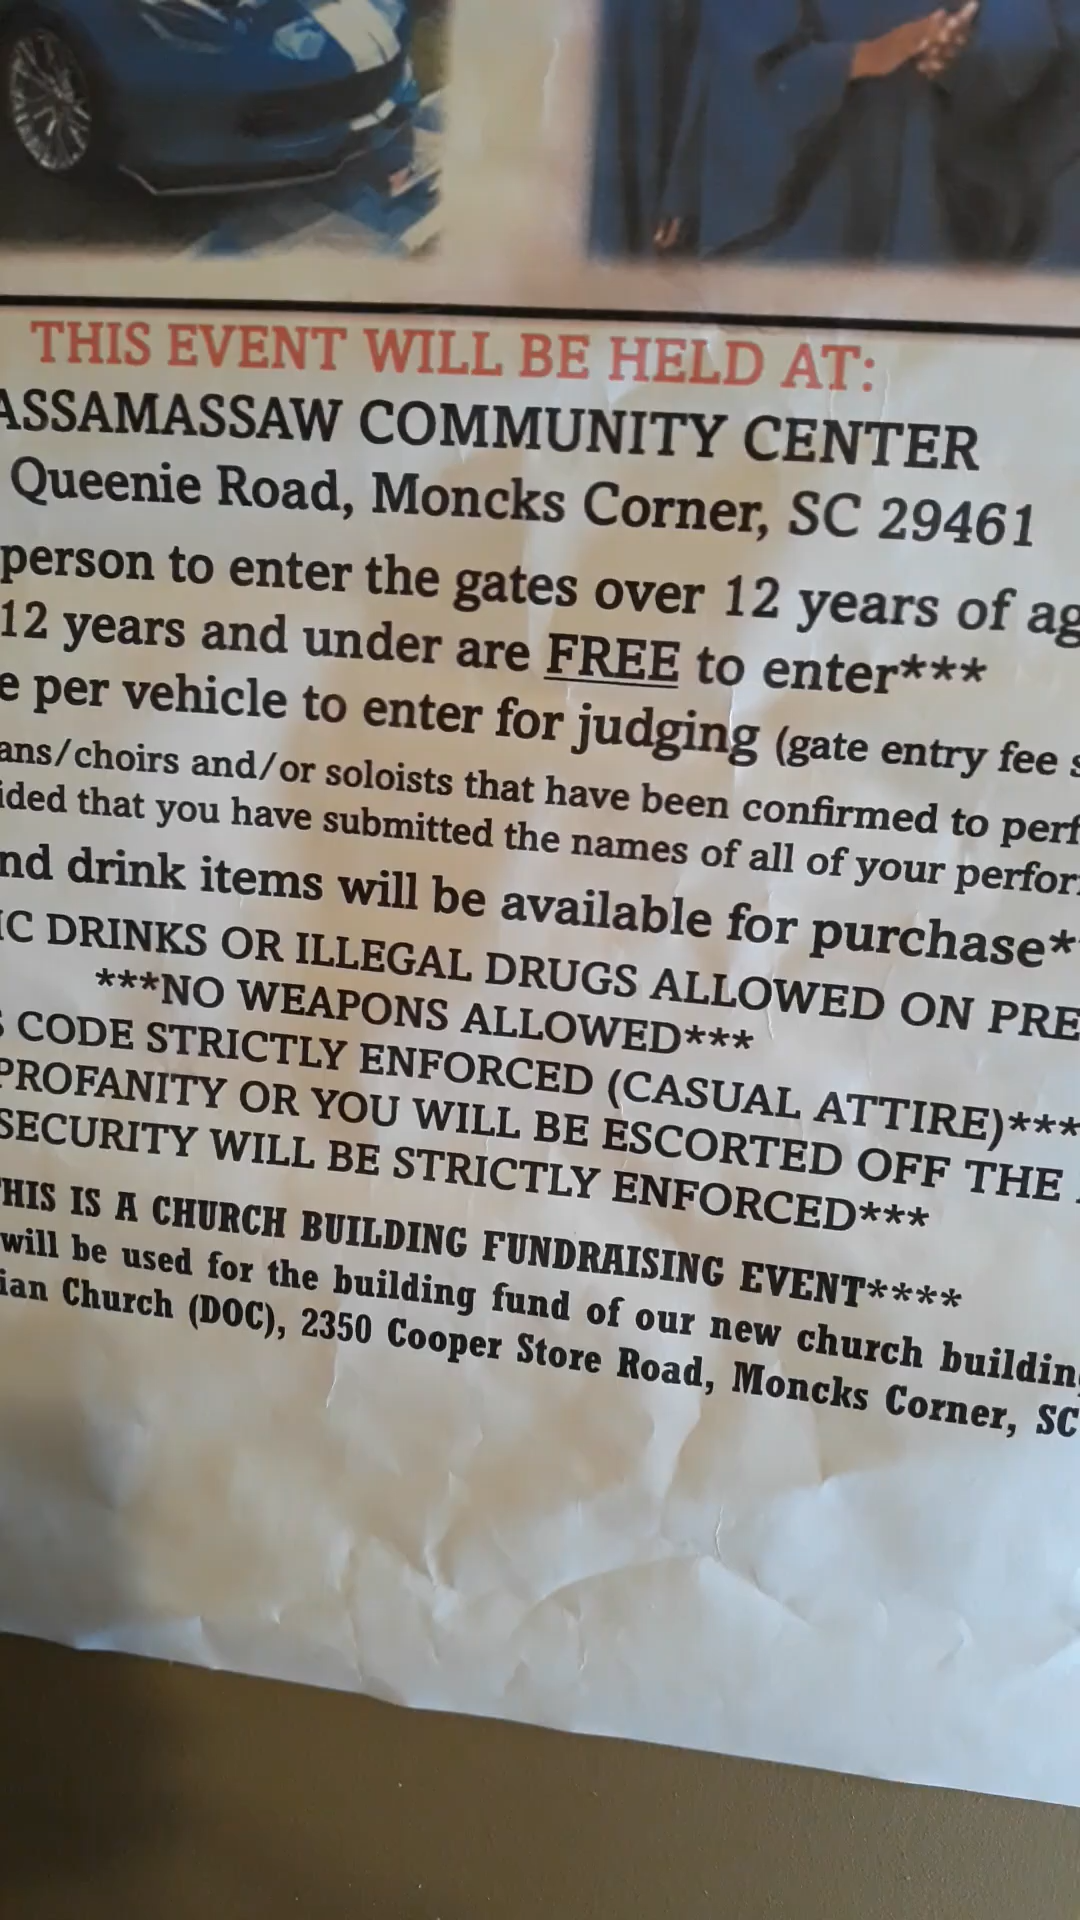 THIS EVENT WILL BE HELD AT:
ASSAMASSAW COMMUNITY CENTER
Queenie Road, Moncks Corner, SC 29461
person to enter the gates over 12 years of ag
12 years and under are FREE to enter***
e per vehicle to enter for judging (gate entry fee s
ans/choirs and/or soloists that have been confirmed to perf
ided that you have submitted the names of all of your perfor
nd drink items will be available for purchase*
IC DRINKS OR ILLEGAL DRUGS ALLOWED ON PRE
***NO WEAPONS ALLOWED***
S CODE STRICTLY ENFORCED (CASUAL ATTIRE)***
PROFANITY OR YOU WILL BE ESCORTED OFF THE
SECURITY WILL BE STRICTLY ENFORCED***
HIS IS A CHURCH BUILDING FUNDRAISING EVENT****
will be used for the building fund of our new church building
ian Church (DOC), 2350 Cooper Store Road, Moncks Corner, SC